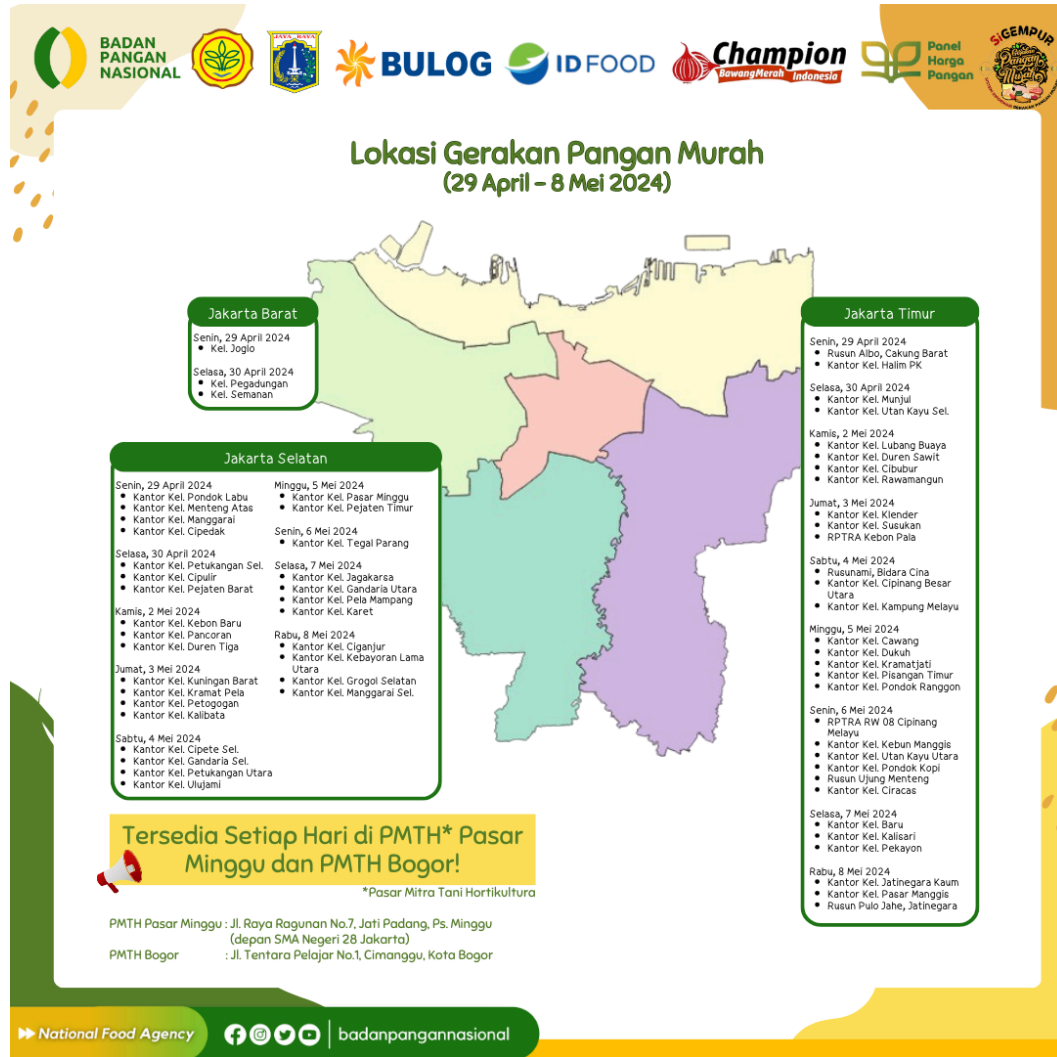 BADAN
PANGAN
NASIONAL
JAYA RAYA
BULOG
ID FOOD
Champion
BawangMerah Indonesia
Panel
Harga
Pangan
SiGEMPUR
Gerakan
Pangan
Murah
Lokasi Gerakan Pangan Murah
(29 April – 8 Mei 2024)
Jakarta Barat
Senin, 29 April 2024
• Kel. Joglo
Selasa, 30 April 2024
• Kel. Pegadungan
• Kel. Semanan
Jakarta Selatan
Senin, 29 April 2024
• Kantor Kel. Pondok Labu
• Kantor Kel. Menteng Atas
• Kantor Kel. Manggarai
• Kantor Kel. Cipedak
Selasa, 30 April 2024
• Kantor Kel. Petukangan Sel.
• Kantor Kel. Cipulir
• Kantor Kel. Pejaten Barat
Kamis, 2 Mei 2024
• Kantor Kel. Kebon Baru
• Kantor Kel. Pancoran
• Kantor Kel. Duren Tiga
Jumat, 3 Mei 2024
• Kantor Kel. Kuningan Barat
• Kantor Kel. Kramat Pela
• Kantor Kel. Petogogan
• Kantor Kel. Kalibata
Sabtu, 4 Mei 2024
• Kantor Kel. Cipete Sel.
• Kantor Kel. Gandaria Sel.
• Kantor Kel. Petukangan Utara
• Kantor Kel. Ulujami
Minggu, 5 Mei 2024
• Kantor Kel. Pasar Minggu
• Kantor Kel. Pejaten Timur
Senin, 6 Mei 2024
• Kantor Kel. Tegal Parang
Selasa, 7 Mei 2024
• Kantor Kel. Jagakarsa
• Kantor Kel. Gandaria Utara
• Kantor Kel. Pela Mampang
• Kantor Kel. Karet
Rabu, 8 Mei 2024
• Kantor Kel. Ciganjur
• Kantor Kel. Kebayoran Lama
Utara
• Kantor Kel. Grogol Selatan
• Kantor Kel. Manggarai Sel.
Jakarta Timur
Senin, 29 April 2024
• Rusun Albo, Cakung Barat
• Kantor Kel. Halim PK
Selasa, 30 April 2024
• Kantor Kel. Munjul
• Kantor Kel. Utan Kayu Sel.
Kamis, 2 Mei 2024
• Kantor Kel. Lubang Buaya
• Kantor Kel. Duren Sawit
• Kantor Kel. Cibubur
• Kantor Kel. Rawamangun
Jumat, 3 Mei 2024
• Kantor Kel. Klender
• Kantor Kel. Susukan
• RPTRA Kebon Pala
Sabtu, 4 Mei 2024
• Rusunami, Bidara Cina
• Kantor Kel. Cipinang Besar
Utara
• Kantor Kel. Kampung Melayu
Minggu, 5 Mei 2024
• Kantor Kel. Cawang
• Kantor Kel. Dukuh
• Kantor Kel. Kramatjati
• Kantor Kel. Pisangan Timur
• Kantor Kel. Pondok Ranggon
Senin, 6 Mei 2024
• RPTRA RW 08 Cipinang
Melayu
• Kantor Kel. Kebun Manggis
• Kantor Kel. Utan Kayu Utara
• Kantor Kel. Pondok Kopi
• Rusun Ujung Menteng
• Kantor Kel. Ciracas
Selasa, 7 Mei 2024
• Kantor Kel. Baru
• Kantor Kel. Kalisari
• Kantor Kel. Pekayon
Rabu, 8 Mei 2024
• Kantor Kel. Jatinegara Kaum
• Kantor Kel. Pasar Manggis
• Rusun Pulo Jahe, Jatinegara
Tersedia Setiap Hari di PMTH* Pasar
Minggu dan PMTH Bogor!
*Pasar Mitra Tani Hortikultura
PMTH Pasar Minggu : Jl. Raya Ragunan No.7, Jati Padang, Ps. Minggu
(depan SMA Negeri 28 Jakarta)
PMTH Bogor : Jl. Tentara Pelajar No.1, Cimanggu, Kota Bogor
National Food Agency
badanpangannasional